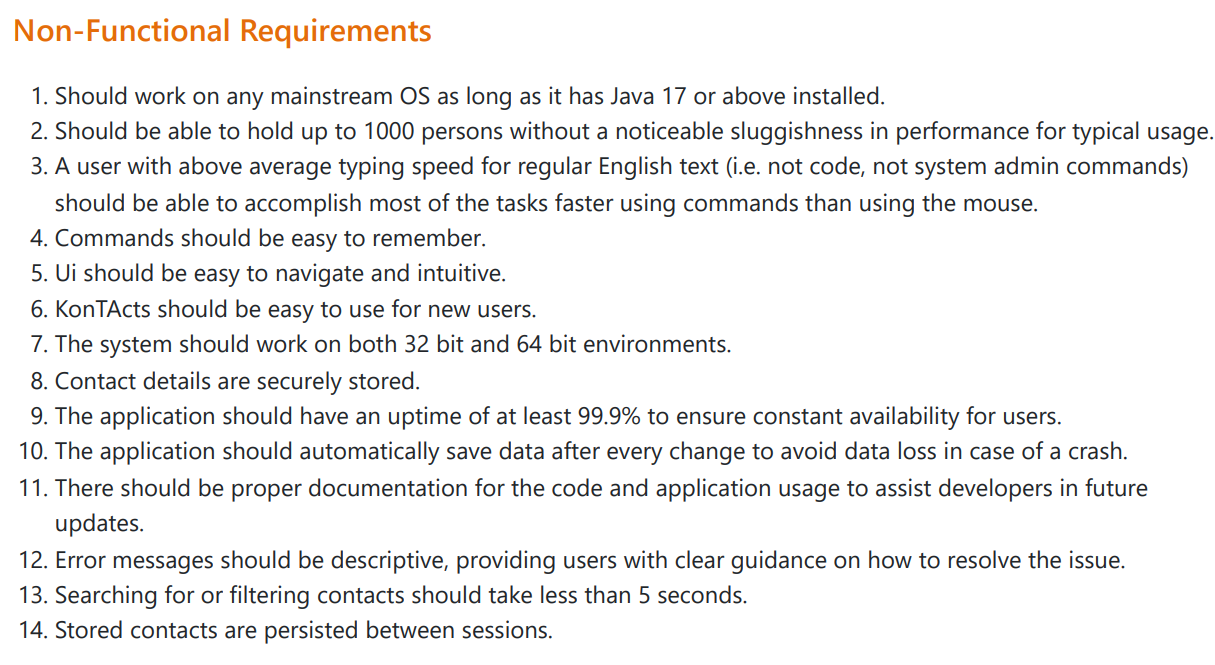 Non-Functional Requirements
1. Should work on any mainstream OS as long as it has Java 17 or above installed.
2. Should be able to hold up to 1000 persons without a noticeable sluggishness in performance for typical usage.
3. A user with above average typing speed for regular English text (i.e. not code, not system admin commands)
should be able to accomplish most of the tasks faster using commands than using the mouse.
4. Commands should be easy to remember.
5. Ui should be easy to navigate and intuitive.
6. KonTActs should be easy to use for new users.
7. The system should work on both 32 bit and 64 bit environments.
8. Contact details are securely stored.
9. The application should have an uptime of at least 99.9% to ensure constant availability for users.
10. The application should automatically save data after every change to avoid data loss in case of a crash.
11. There should be proper documentation for the code and application usage to assist developers in future
updates.
12. Error messages should be descriptive, providing users with clear guidance on how to resolve the issue.
13. Searching for or filtering contacts should take less than 5 seconds.
14. Stored contacts are persisted between sessions.